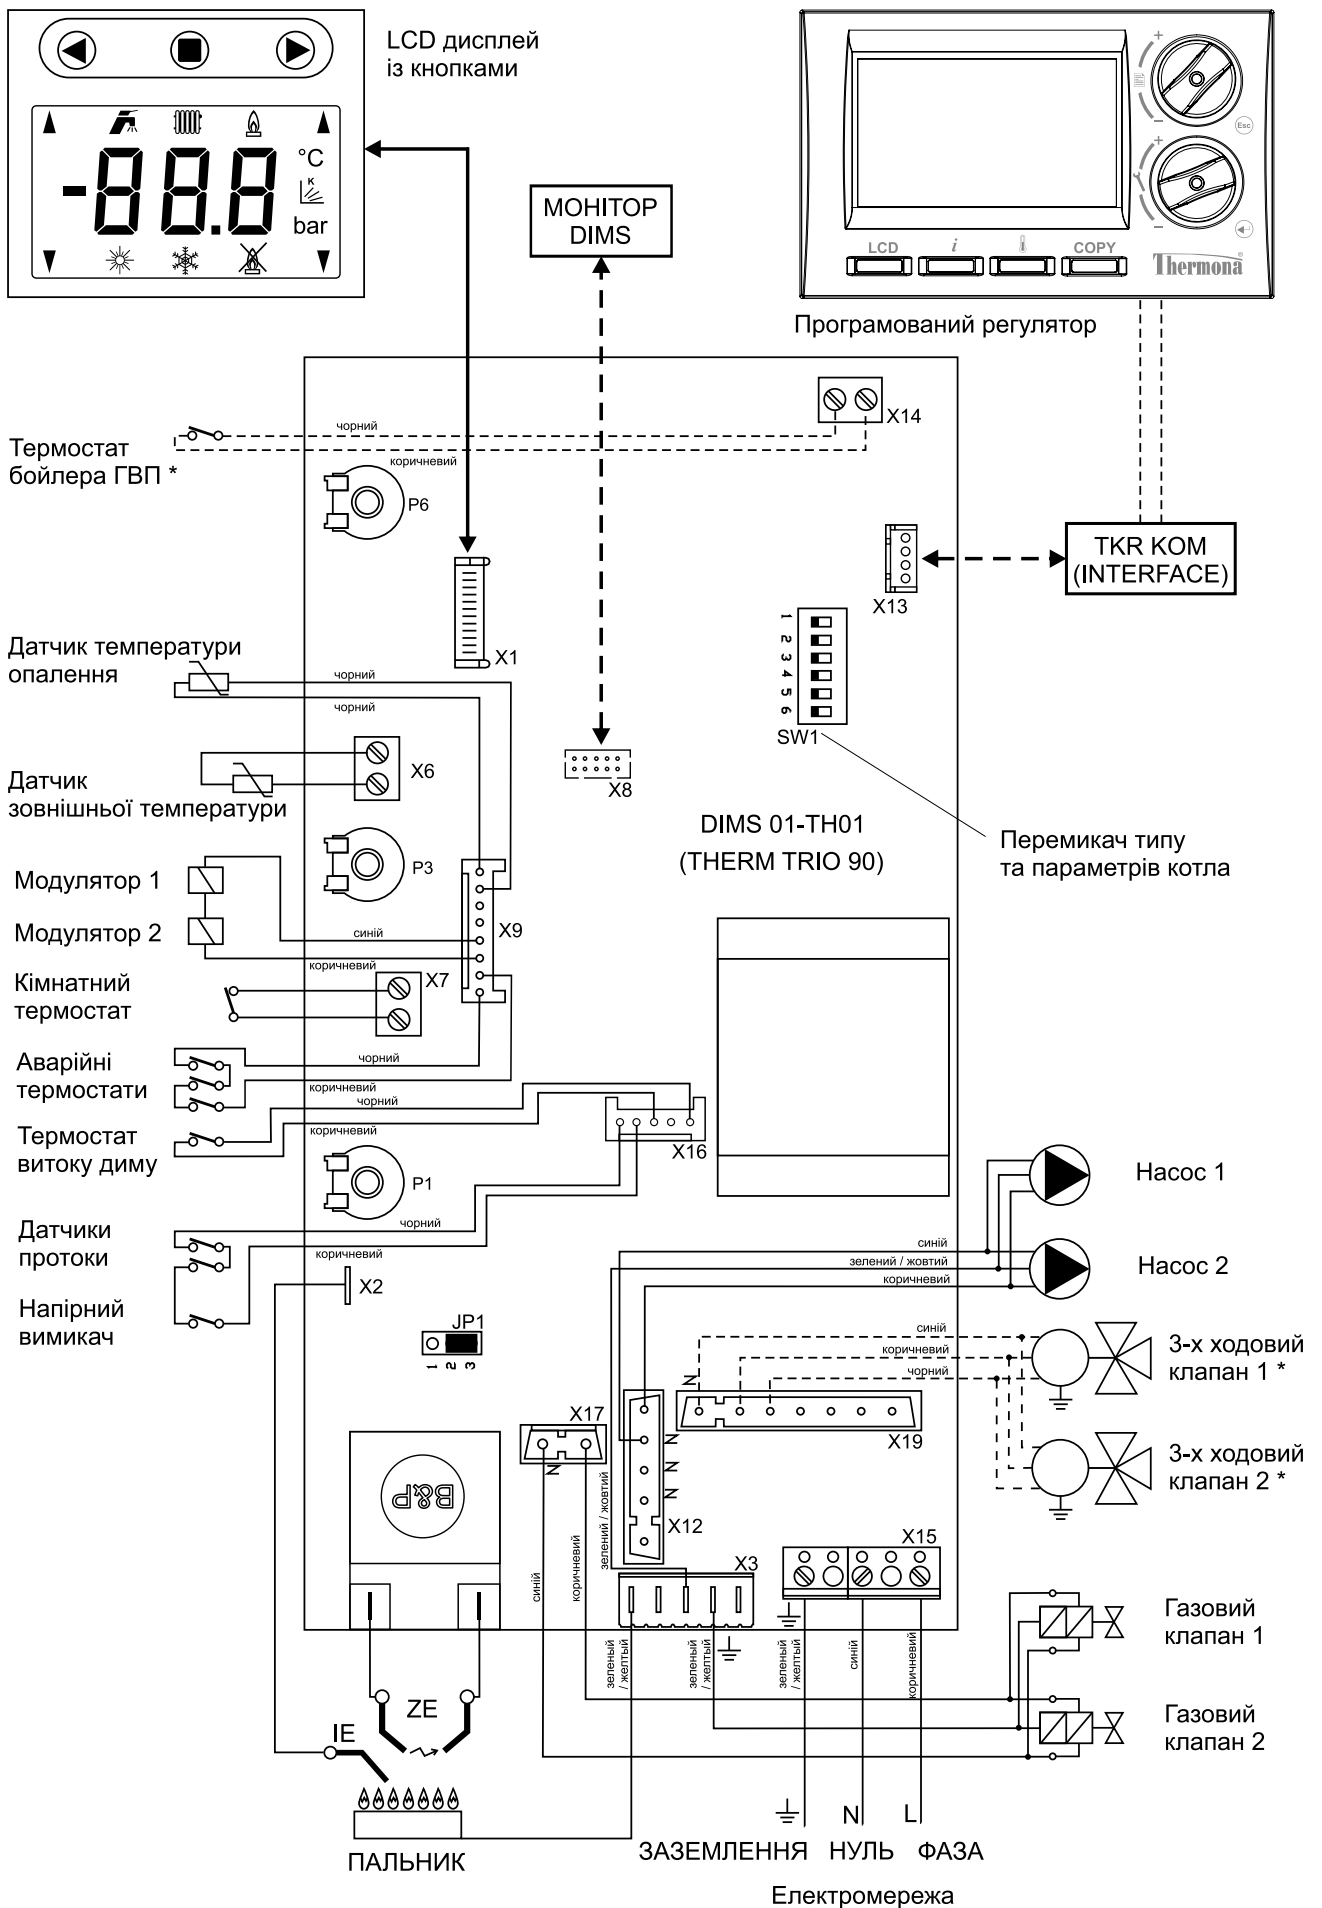 LCD дисплей
із кнопками
-88.8
°C
K
bar
МОНІТОР
DIMS
Esc
LCD
i
COPY
Thermona®
Програмований регулятор
X14
чорний
Термостат
бойлера ГВП *
коричневий
P6
TKR KOM
(INTERFACE)
X13
X1
1
2
3
4
5
6
SW1
Датчик температури
опалення
чорний
чорний
X6
X8
Датчик
зовнішньої температури
DIMS 01-TH01
(THERM TRIO 90)
Перемикач типу
та параметрів котла
P3
Модулятор 1
Модулятор 2
синій
X9
коричневий
X7
Кімнатний
термостат
Аварійні
термостати
чорний
коричневий
чорний
Термостат
витоку диму
коричневий
X16
P1
Насос 1
Датчики
протоки
чорний
коричневий
синій
зелений / жовтий
коричневий
Насос 2
X2
Напірний
вимикач
JP1
1 2 3
синій
коричневий
чорний
3-х ходовий
клапан 1 *
N
X19
X17
N
N
N
N
X12
зелений / жовтий
3-х ходовий
клапан 2 *
B&P
синій
коричневий
X3
X15
зеленый
/ желтый
зеленый
/ желтый
зеленый
/ желтый
синій
коричневий
Газовий
клапан 1
ZE
IE
Газовий
клапан 2
N
L
ПАЛЬНИК
ЗАЗЕМЛЕННЯ
НУЛЬ
ФАЗА
Електромережа